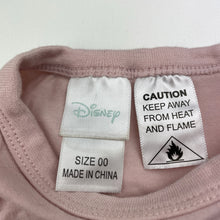 Disney
SIZE 00
MADE IN CHINA
CAUTION
KEEP AWAY
FROM HEAT
AND FLAME